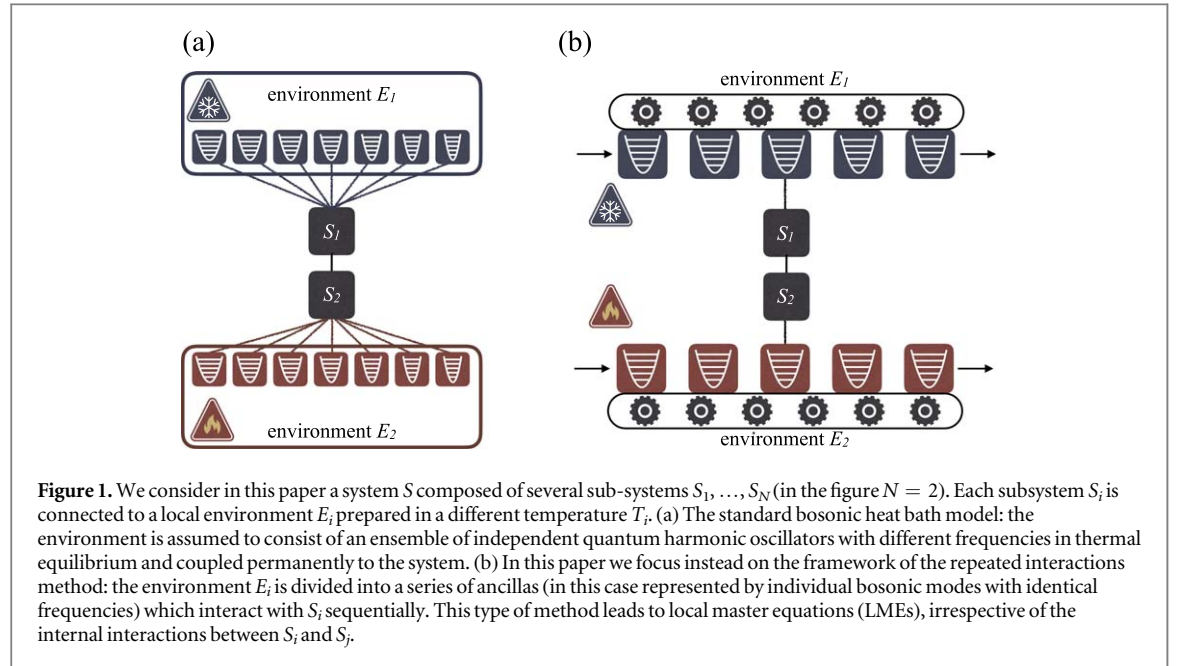 (a)
(b)
environment E1
S1
S2
environment E2
environment E1
S1
S2
environment E2
Figure 1. We consider in this paper a system S composed of several sub-systems S1, …, SN (in the figure N = 2). Each subsystem Si is
connected to a local environment Ei prepared in a different temperature Ti. (a) The standard bosonic heat bath model: the
environment is assumed to consist of an ensemble of independent quantum harmonic oscillators with different frequencies in thermal
equilibrium and coupled permanently to the system. (b) In this paper we focus instead on the framework of the repeated interactions
method: the environment Ei is divided into a series of ancillas (in this case represented by individual bosonic modes with identical
frequencies) which interact with Si sequentially. This type of method leads to local master equations (LMEs), irrespective of the
internal interactions between Si and Sj.